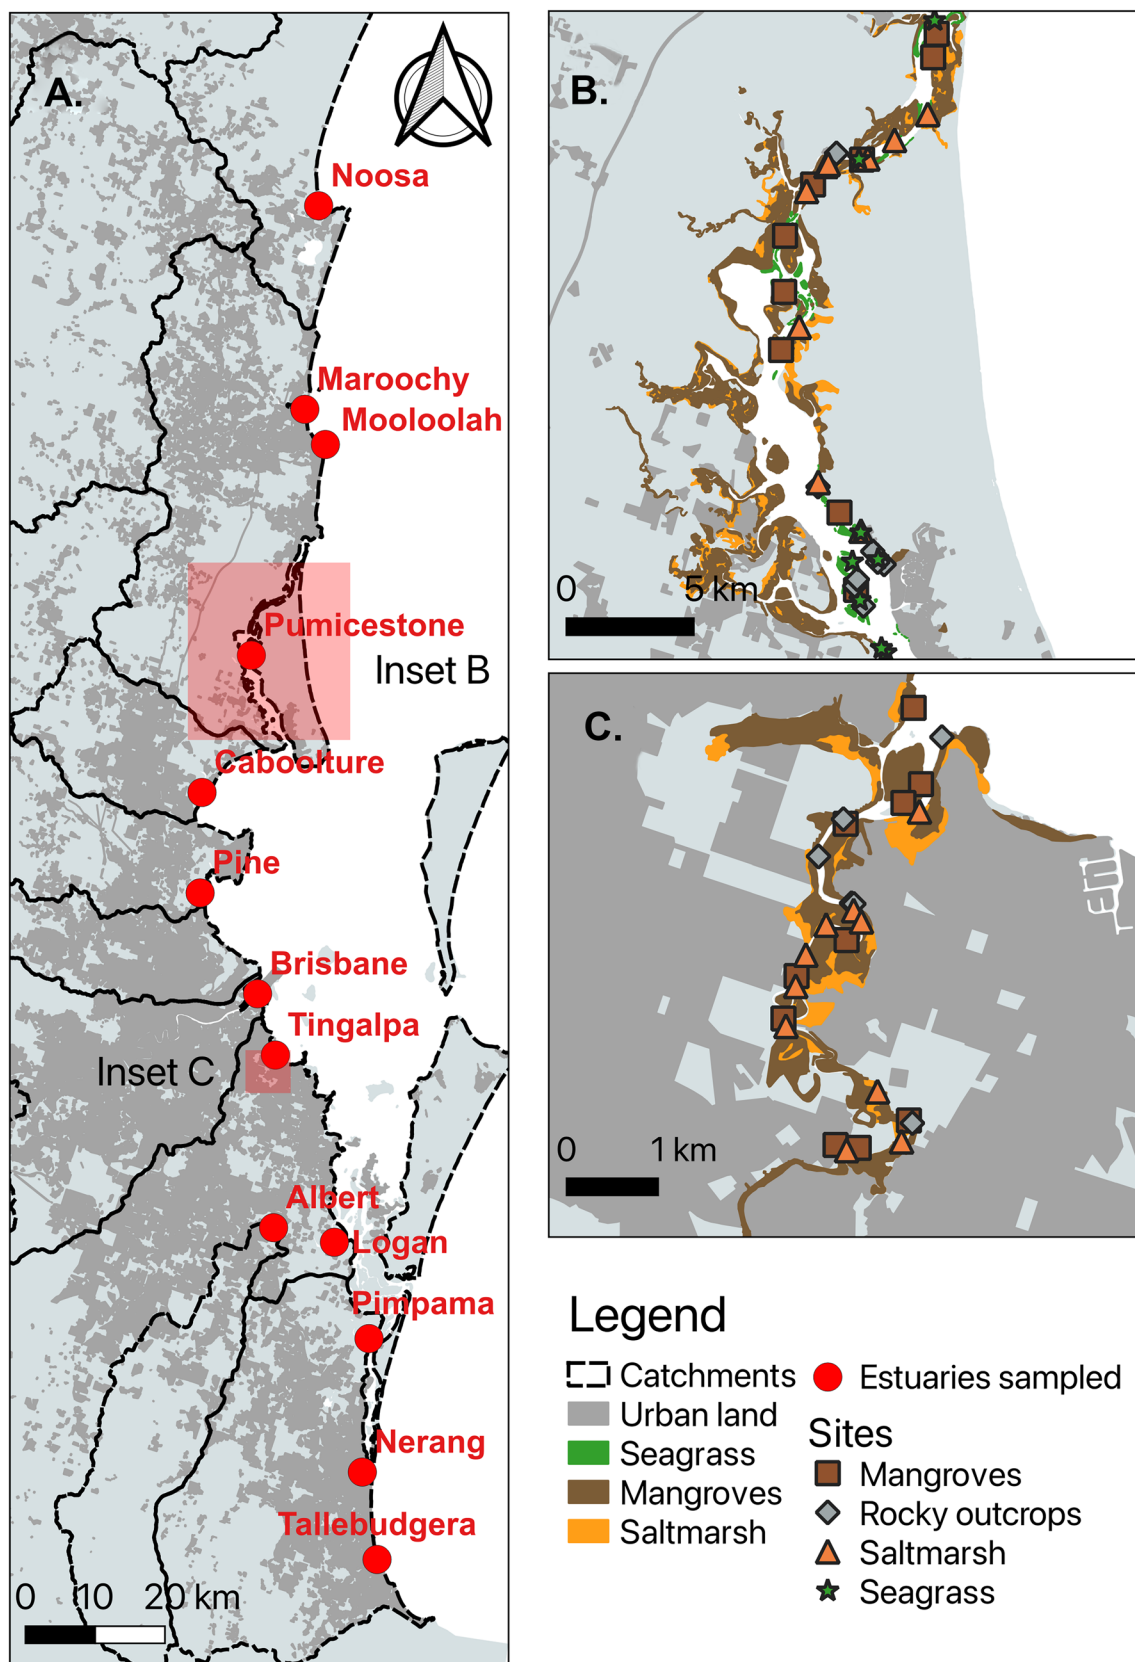 A.
Noosa
Maroochy
Mooloolah
Pumicestone
Inset B
Caboolture
Pine
Brisbane
Tingalpa
Inset C
Albert
Logan
Pimpama
Nerang
Tallebudgera
0 10 20 km
B.
0 5 km
C.
0 1 km
Legend
Catchments
Urban land
Seagrass
Mangroves
Saltmarsh
Estuaries sampled
Sites
Mangroves
Rocky outcrops
Saltmarsh
Seagrass